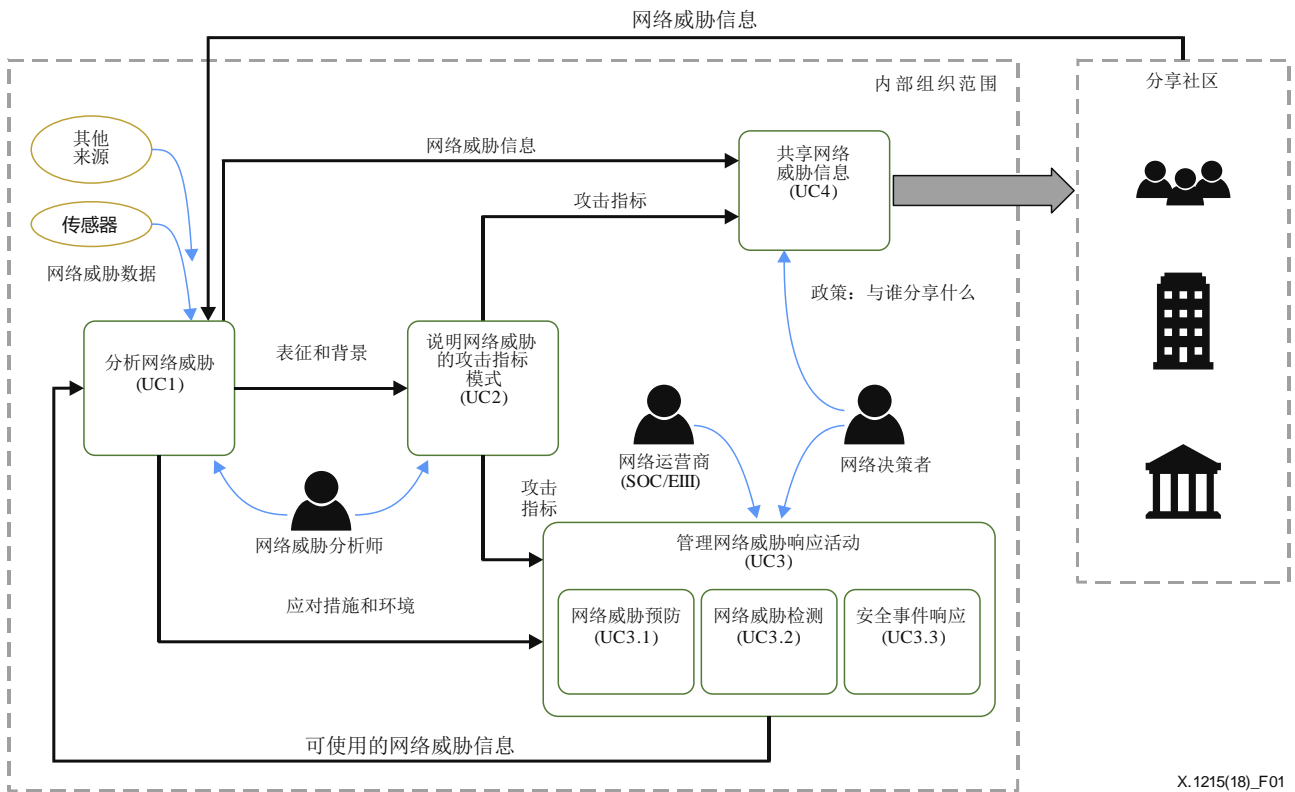 网络威胁信息
内部组织范围
分享社区
其他
来源
传感器
网络威胁数据
网络威胁信息
攻击指标
共享网络
威胁信息
(UC4)
政策：与谁分享什么
分析网络威胁
(UC1)
表征和背景
说明网络威胁
的攻击指标
模式
(UC2)
网络运营商
(SOC/EIII)
网络决策者
网络威胁分析师
攻击
指标
应对措施和环境
管理网络威胁响应活动
(UC3)
网络威胁预防
(UC3.1)
网络威胁检测
(UC3.2)
安全事件响应
(UC3.3)
可使用的网络威胁信息
X.1215(18)_F01